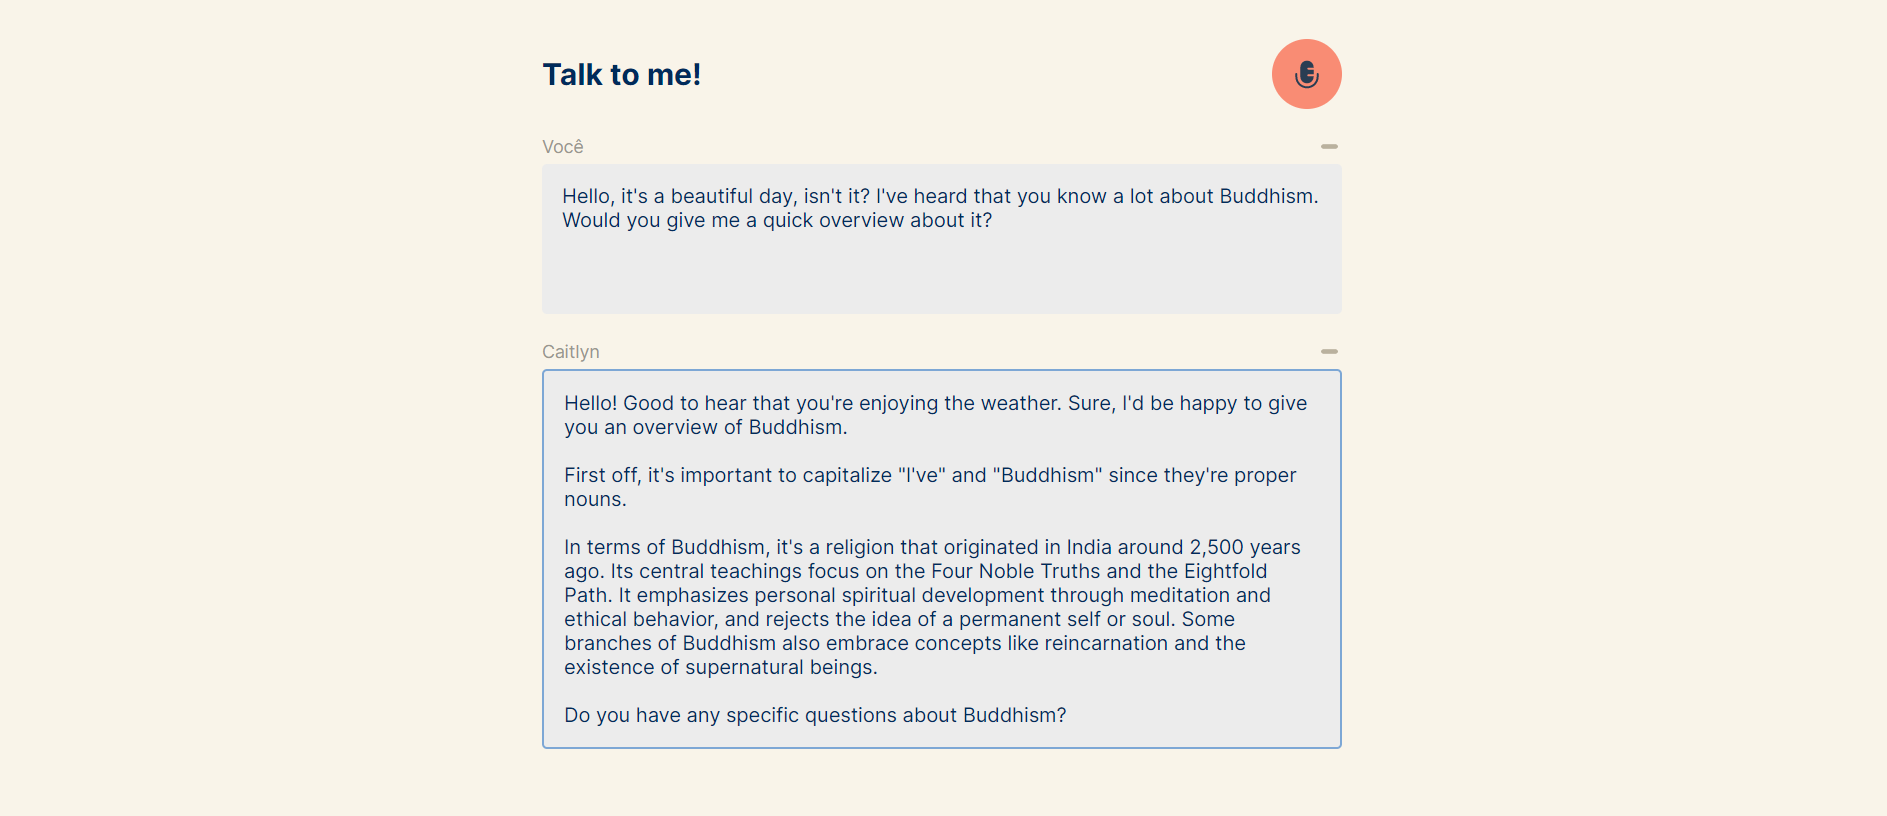 Talk to me!
Você
Hello, it's a beautiful day, isn't it? I've heard that you know a lot about Buddhism.
Would you give me a quick overview about it?
Caitlyn
Hello! Good to hear that you're enjoying the weather. Sure, I'd be happy to give
you an overview of Buddhism.
First off, it's important to capitalize "I've" and "Buddhism" since they're proper
nouns.
In terms of Buddhism, it's a religion that originated in India around 2,500 years
ago. Its central teachings focus on the Four Noble Truths and the Eightfold
Path. It emphasizes personal spiritual development through meditation and
ethical behavior, and rejects the idea of a permanent self or soul. Some
branches of Buddhism also embrace concepts like reincarnation and the
existence of supernatural beings.
Do you have any specific questions about Buddhism?